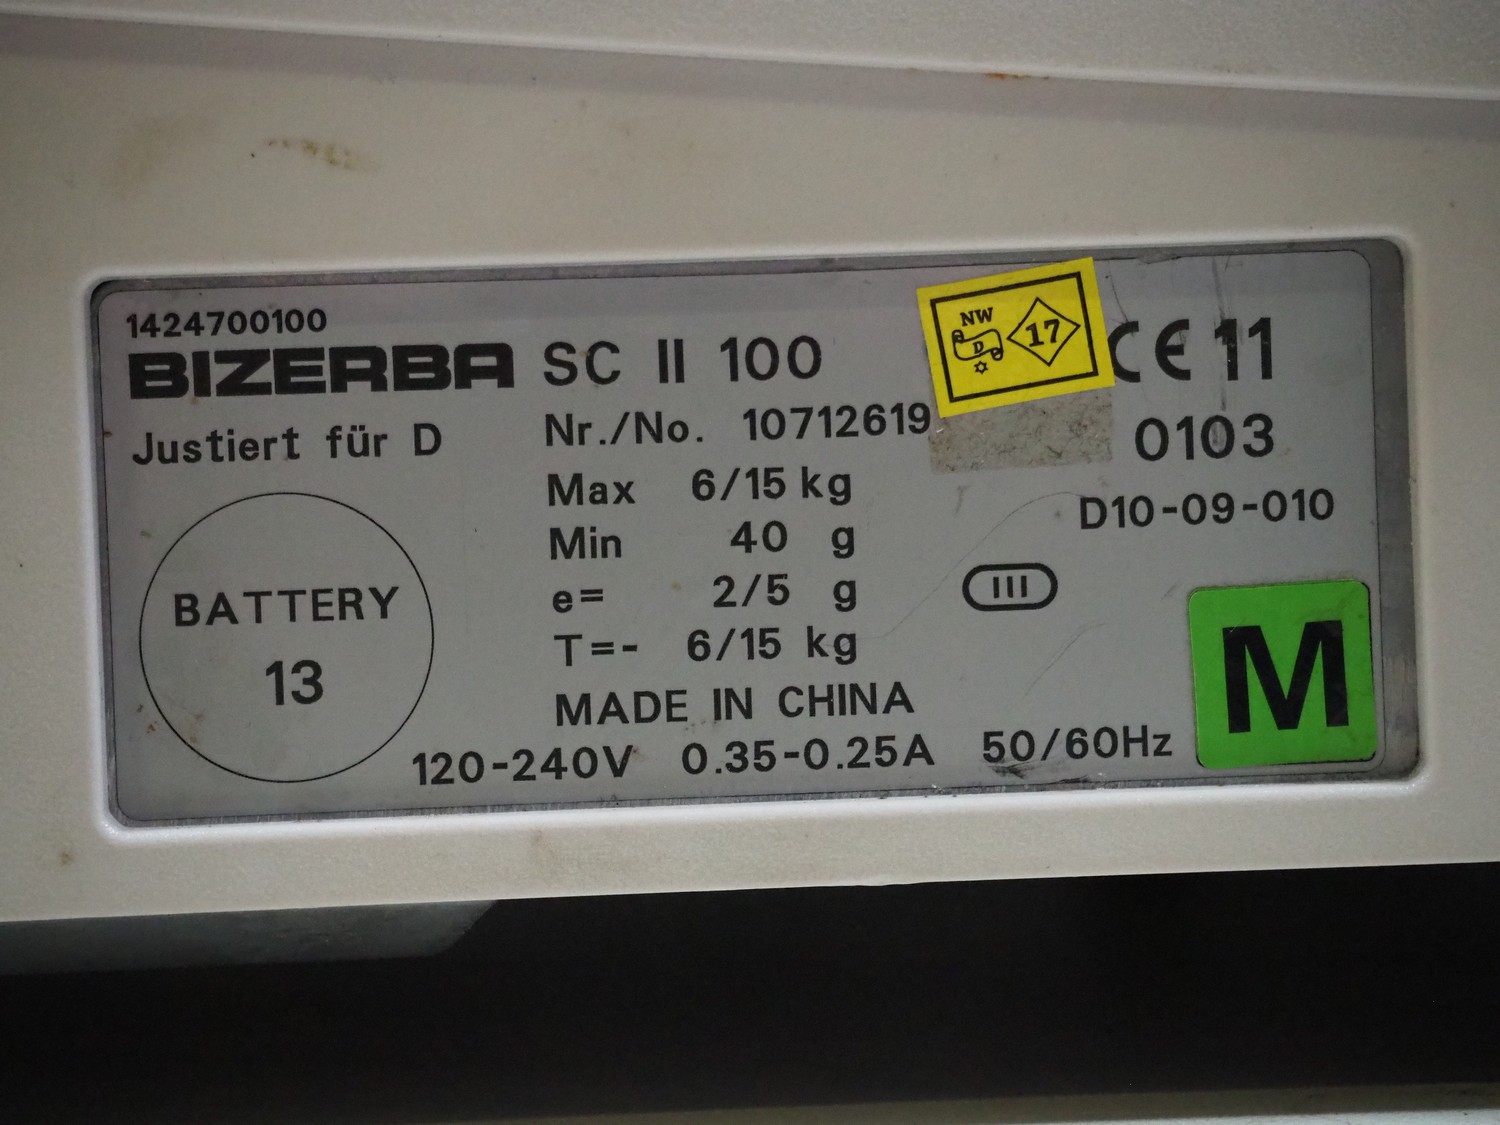 1424700100
BIZERBA SC II 100
Justiert für D
Nr./No. 10712619
Max 6/15 kg
Min 40 g
e= 2/5 g
T=- 6/15 kg
MADE IN CHINA
120-240V 0.35-0.25A 50/60Hz
BATTERY
13
NW
D
17
CE 11
0103
D10-09-010
III
M